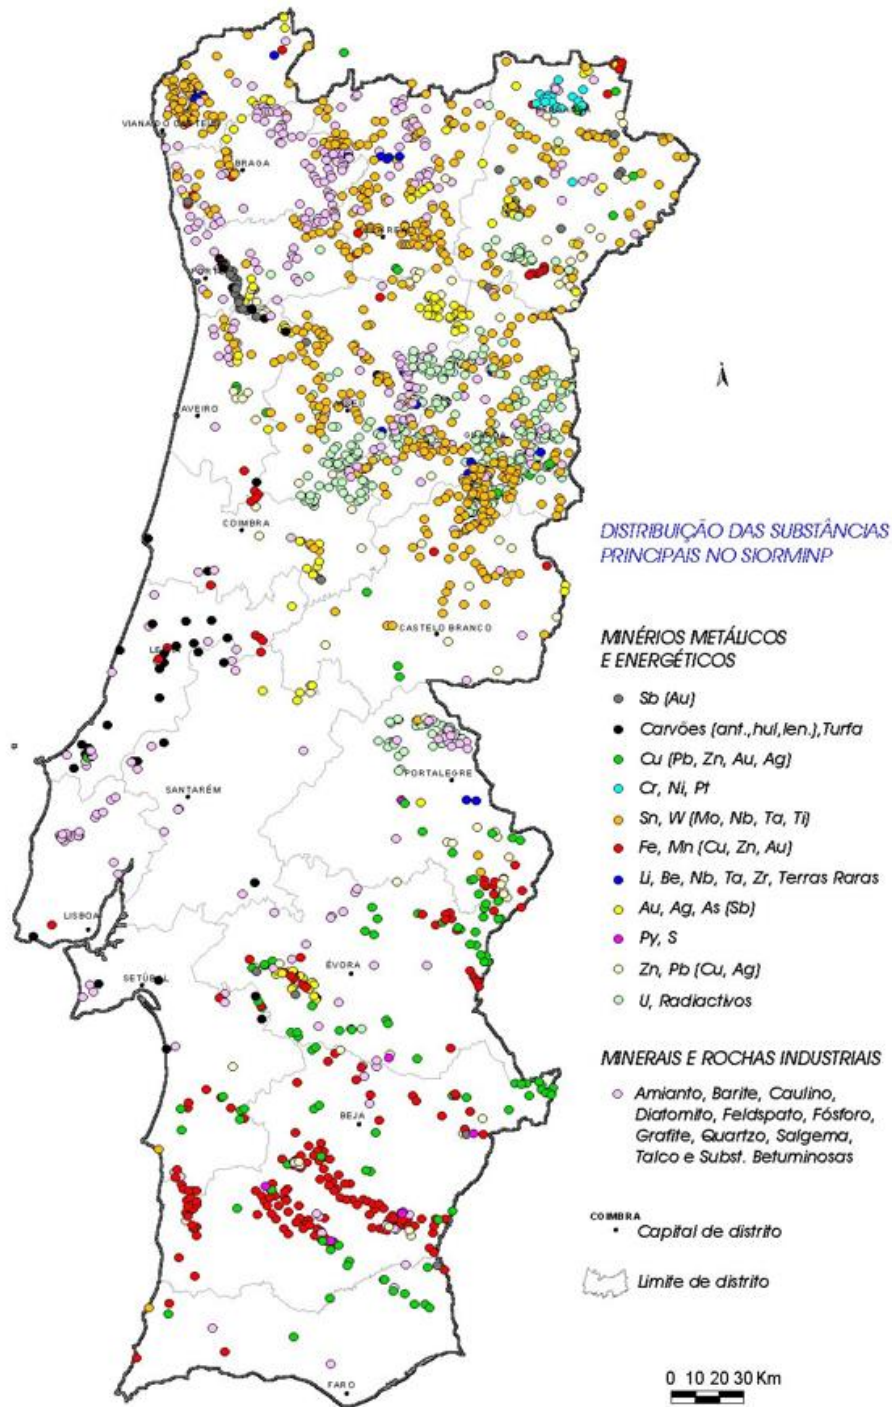 VIANA DO CASTELO
BRAGA
BRAGANÇA
VILA REAL
PORTO
AVEIRO
VISEU
GUARDA
COIMBRA
CASTELO BRANCO
LEIRIA
SANTARÉM
PORTALEGRE
LISBOA
SETÚBAL
ÉVORA
BEJA
FARO
DISTRIBUIÇÃO DAS SUBSTÂNCIAS
PRINCIPAIS NO SIORMINP
MINÉRIOS METÁLICOS
E ENERGÉTICOS
Sb (Au)
Carvões (ant.,hul,len.),Turfa
Cu (Pb, Zn, Au, Ag)
Cr, Ni, Pt
Sn, W (Mo, Nb, Ta, Ti)
Fe, Mn (Cu, Zn, Au)
Li, Be, Nb, Ta, Zr, Terras Raras
Au, Ag, As (Sb)
Py, S
Zn, Pb (Cu, Ag)
U, Radiactivos
MINERAIS E ROCHAS INDUSTRIAIS
Amianto, Barite, Caulino,
Diatomito, Feldspato, Fósforo,
Grafite, Quartzo, Salgema,
Talco e Subst. Betuminosas
COIMBRA
Capital de distrito
Limite de distrito
0 10 20 30 Km